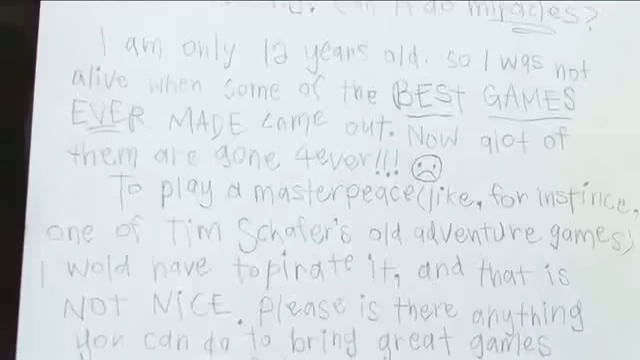 Can A do miracles?
I am only 12 years old. so I was not
alive when some of the BEST GAMES
EVER MADE came out. Now alot of
them are gone 4ever!!!
To play a masterpeace (like, for instince,
one of Tim Schafer's old adventure games)
I wold have to pirate it, and that is
NOT NICE. Please is there anything
you can do to bring great games